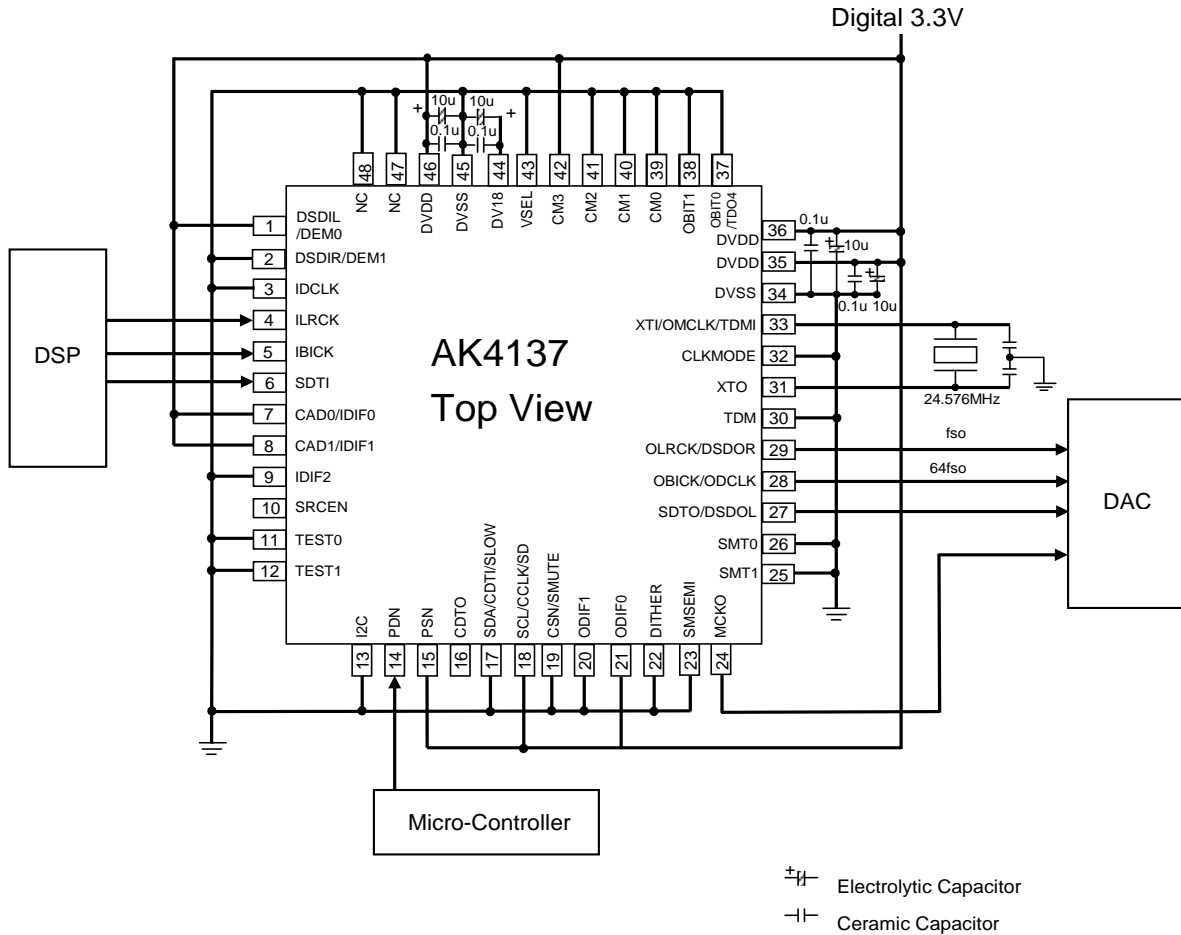 Digital 3.3V
10u
10u
+
+
0.1u
0.1u
48
47
46
45
44
43
42
41
40
39
38
37
NC
NC
DVDD
DVSS
DV18
VSEL
CM3
CM2
CM1
CM0
OBIT1
OBIT0
/TDO4
1
DSDIL
/DEM0
2
DSDIR/DEM1
3
IDCLK
4
ILRCK
5
IBICK
6
SDTI
7
CAD0/IDIF0
8
CAD1/IDIF1
9
IDIF2
10
SRCEN
11
TEST0
12
TEST1
DSP
AK4137
Top View
0.1u
+
10u
36
DVDD
35
DVDD
+
34
DVSS
0.1u
10u
XTI/OMCLK/TDMI
33
CLKMODE
32
XTO
31
24.576MHz
TDM
30
OLRCK/DSDOR
29
fso
OBICK/ODCLK
28
64fso
SDTO/DSDOL
27
SMT0
26
SMT1
25
DAC
I2C
PDN
PSN
CDTO
SDA/CDTI/SLOW
SCL/CCLK/SD
CSN/SMUTE
ODIF1
ODIF0
DITHER
SMSEMI
MCKO
13
14
15
16
17
18
19
20
21
22
23
24
Micro-Controller
+
Electrolytic Capacitor
Ceramic Capacitor